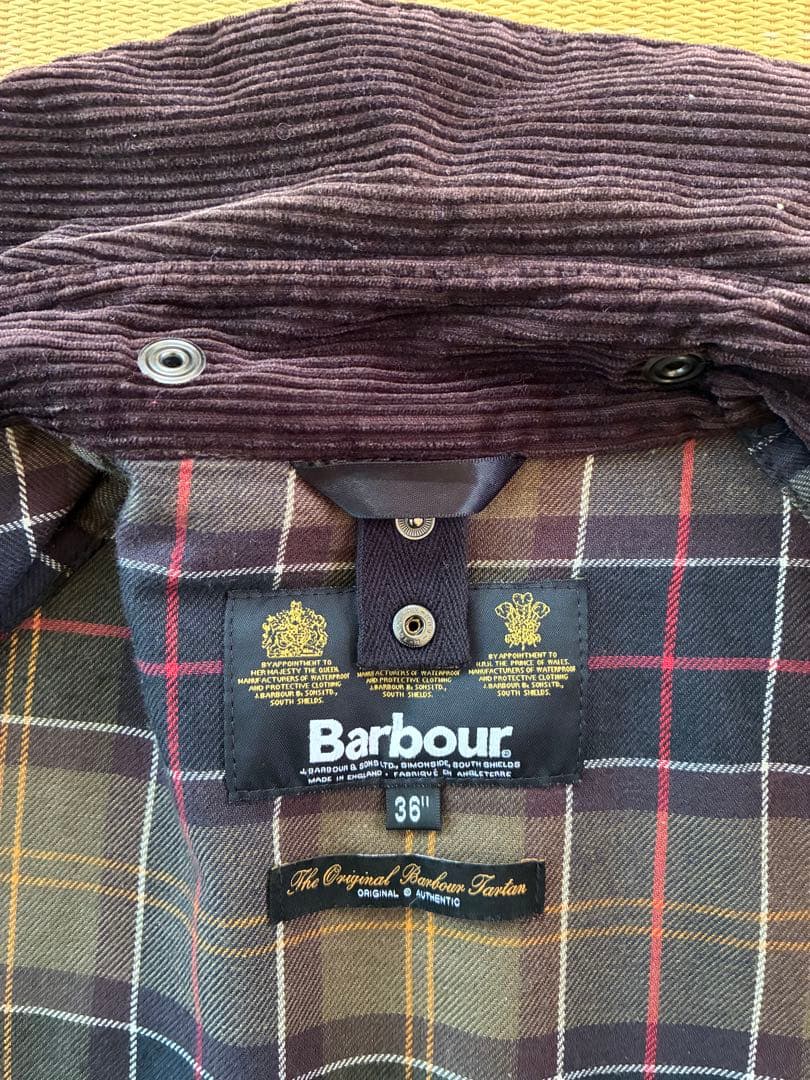 BY APPOINTMENT TO
HER MAJESTY THE QUEEN
MANUFACTURERS OF WATERPROOF
AND PROTECTIVE CLOTHING
J.BARBOUR & SONS LTD.,
SOUTH SHIELDS.
MANUFACTURERS OF WATERPROOF
AND PROTECTIVE CLOTHING
J.BARBOUR & SONS LTD.,
SOUTH SHIELDS.
BY APPOINTMENT TO
H.R.H. THE PRINCE OF WALES.
MANUFACTURERS OF WATERPROOF
AND PROTECTIVE CLOTHING
J.BARBOUR & SONS LTD.,
SOUTH SHIELDS.
Barbour®
J. BARBOUR & SONS LTD., SIMONSIDE, SOUTH SHIELDS
MADE IN ENGLAND • FABRIQUÉ EN ANGLETERRE
36"
The Original Barbour Tartan
ORIGINAL © AUTHENTIC